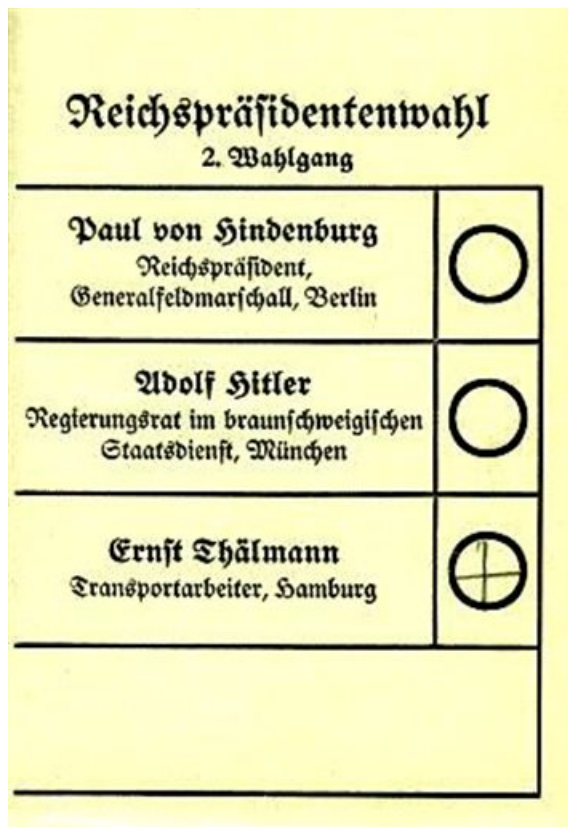 Reichspräsidentenwahl
2. Wahlgang
Paul von Hindenburg
Reichspräsident,
Generalfeldmarschall, Berlin
Adolf Hitler
Regierungsrat im braunschweigischen
Staatsdienst, München
Ernst Thälmann
Transportarbeiter, Hamburg